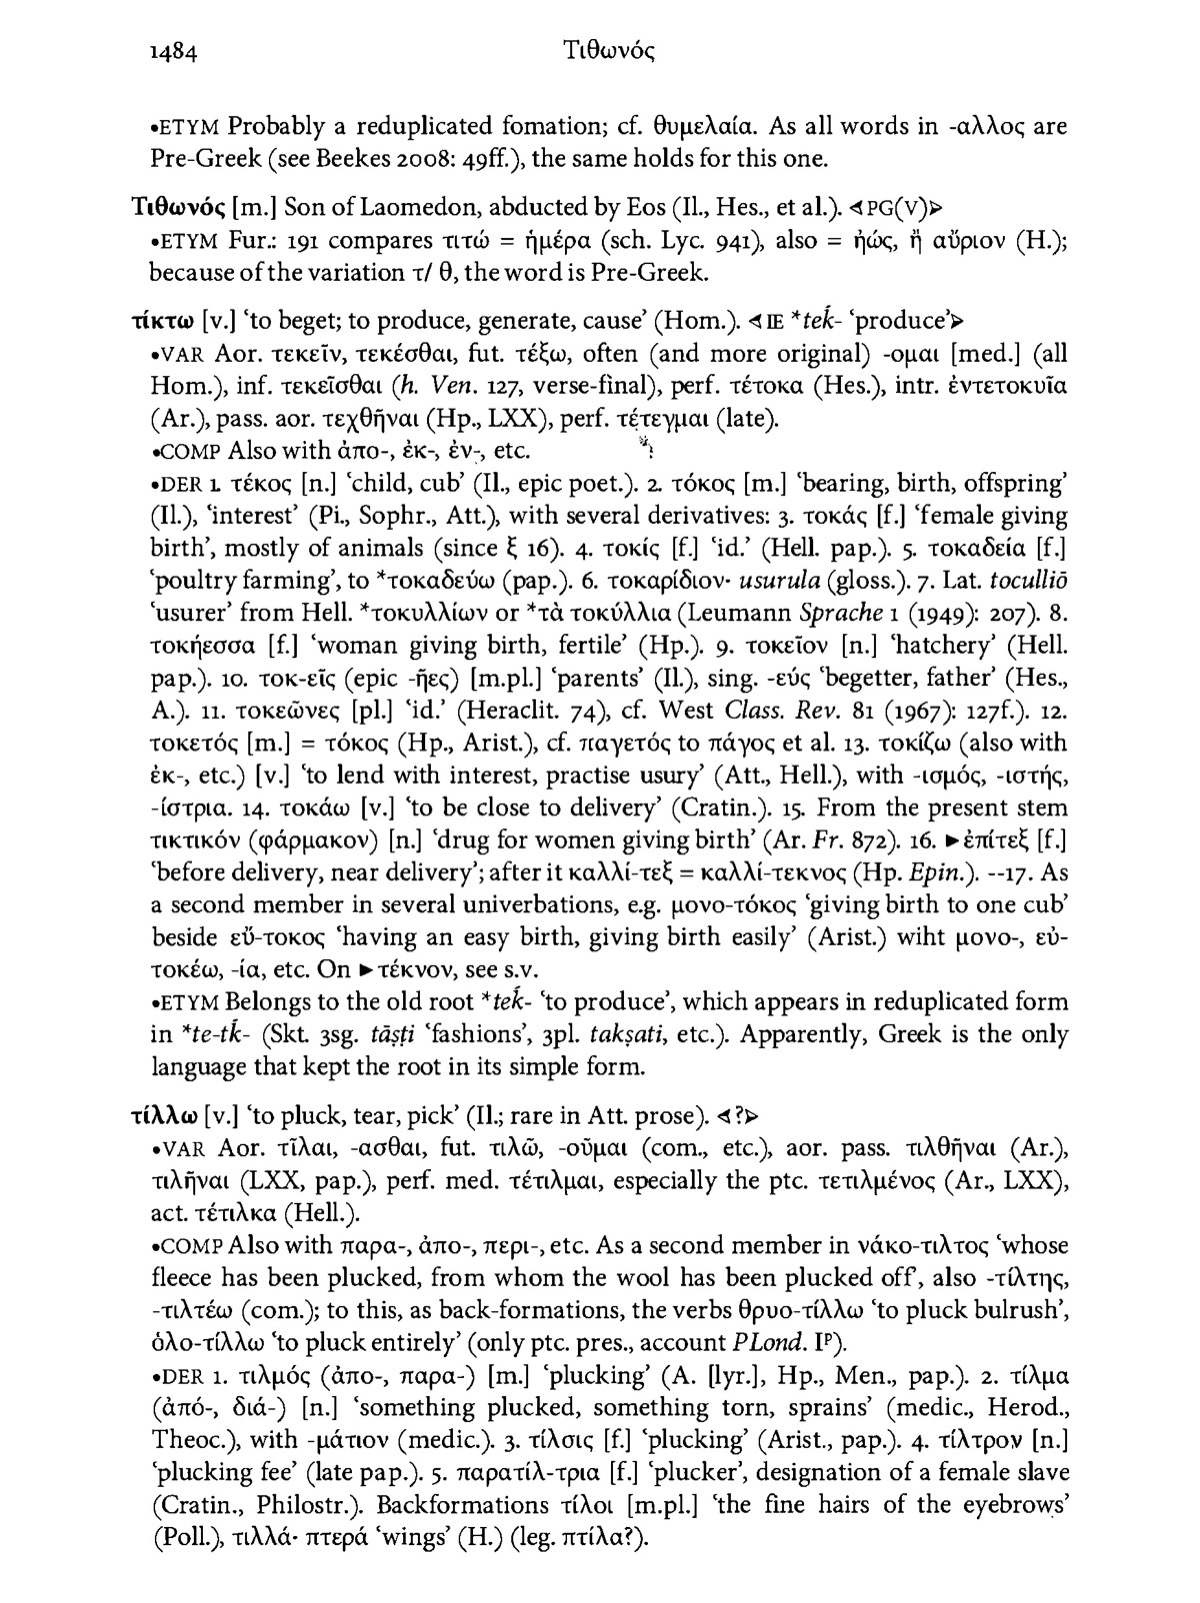 1484 Τιθωνός
•ETYM Probably a reduplicated fomation; cf. θυμελαία. As all words in -αλλος are
Pre-Greek (see Beekes 2008: 49ff.), the same holds for this one.
Τιθωνός [m.] Son of Laomedon, abducted by Eos (Il., Hes., et al.). ⋖PG(V)⋗
•ETYM Fur.: 191 compares τιτώ = ἡμέρα (sch. Lyc. 941), also = ἠώς, ἢ αὔριον (H.);
because of the variation τ/ θ, the word is Pre-Greek.
τίκτω [v.] ‘to beget; to produce, generate, cause’ (Hom.). ⋖IE *teḱ- ‘produce’⋗
•VAR Aor. τεκεῖν, τεκέσθαι, fut. τέξω, often (and more original) -ομαι [med.] (all
Hom.), inf. τεκεῖσθαι (h. Ven. 127, verse-final), perf. τέτοκα (Hes.), intr. ἐντετοκυῖα
(Ar.), pass. aor. τεχθῆναι (Hp., LXX), perf. τέτεγμαι (late).
•COMP Also with ἀπο-, ἐκ-, ἐν-, etc.
•DER 1. τέκος [n.] ‘child, cub’ (Il., epic poet.). 2. τόκος [m.] ‘bearing, birth, offspring’
(Il.), ‘interest’ (Pi., Sophr., Att.), with several derivatives: 3. τοκάς [f.] ‘female giving
birth’, mostly of animals (since ξ 16). 4. τοκίς [f.] ‘id.’ (Hell. pap.). 5. τοκαδεία [f.]
‘poultry farming’, to *τοκαδεύω (pap.). 6. τοκαρίδιον· usurula (gloss.). 7. Lat. toculliō
‘usurer’ from Hell. *τοκυλλίων or *τὰ τοκύλλια (Leumann Sprache 1 (1949): 207). 8.
τοκήεσσα [f.] ‘woman giving birth, fertile’ (Hp.). 9. τοκεῖον [n.] ‘hatchery’ (Hell.
pap.). 10. τοκ-εῖς (epic -ῆες) [m.pl.] ‘parents’ (Il.), sing. -εύς ‘begetter, father’ (Hes.,
A.). 11. τοκεῶνες [pl.] ‘id.’ (Heraclit. 74), cf. West Class. Rev. 81 (1967): 127f.). 12.
τοκετός [m.] = τόκος (Hp., Arist.), cf. παγετός to πάγος et al. 13. τοκίζω (also with
ἐκ-, etc.) [v.] ‘to lend with interest, practise usury’ (Att., Hell.), with -ισμός, -ιστής,
-ίστρια. 14. τοκάω [v.] ‘to be close to delivery’ (Cratin.). 15. From the present stem
τικτικόν (φάρμακον) [n.] ‘drug for women giving birth’ (Ar. Fr. 872). 16. ►ἐπίτεξ [f.]
‘before delivery, near delivery’; after it καλλί-τεξ = καλλί-τεκνος (Hp. Epin.). --17. As
a second member in several univerbations, e.g. μονο-τόκος ‘giving birth to one cub’
beside εὔ-τοκος ‘having an easy birth, giving birth easily’ (Arist.) wiht μονο-, εὐ-
τοκέω, -ία, etc. On ►τέκνον, see s.v.
•ETYM Belongs to the old root *teḱ- ‘to produce’, which appears in reduplicated form
in *te-tḱ- (Skt. 3sg. tāṣṭi ‘fashions’, 3pl. takṣati, etc.). Apparently, Greek is the only
language that kept the root in its simple form.
τίλλω [v.] ‘to pluck, tear, pick’ (Il.; rare in Att. prose). ⋖?⋗
•VAR Aor. τῖλαι, -ασθαι, fut. τιλῶ, -οῦμαι (com., etc.), aor. pass. τιλθῆναι (Ar.),
τιλῆναι (LXX, pap.), perf. med. τέτιλμαι, especially the ptc. τετιλμένος (Ar., LXX),
act. τέτιλκα (Hell.).
•COMP Also with παρα-, ἀπο-, περι-, etc. As a second member in νάκο-τιλτος ‘whose
fleece has been plucked, from whom the wool has been plucked off’, also -τίλτης,
-τιλτέω (com.); to this, as back-formations, the verbs θρυο-τίλλω ‘to pluck bulrush’,
ὁλο-τίλλω ‘to pluck entirely’ (only ptc. pres., account PLond. Iᴾ).
•DER 1. τιλμός (ἀπο-, παρα-) [m.] ‘plucking’ (A. [lyr.], Hp., Men., pap.). 2. τίλμα
(ἀπό-, διά-) [n.] ‘something plucked, something torn, sprains’ (medic., Herod.,
Theoc.), with -μάτιον (medic.). 3. τίλσις [f.] ‘plucking’ (Arist., pap.). 4. τίλτρον [n.]
‘plucking fee’ (late pap.). 5. παρατίλ-τρια [f.] ‘plucker’, designation of a female slave
(Cratin., Philostr.). Backformations τίλοι [m.pl.] ‘the fine hairs of the eyebrows’
(Poll.), τιλλά· πτερά ‘wings’ (H.) (leg. πτίλα?).